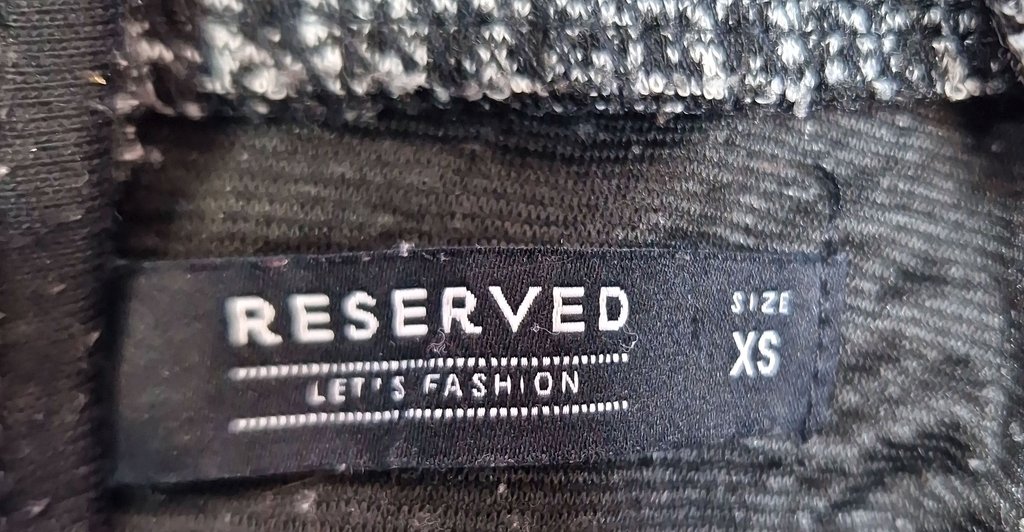 RESERVED
LET'S FASHION
SIZE
XS